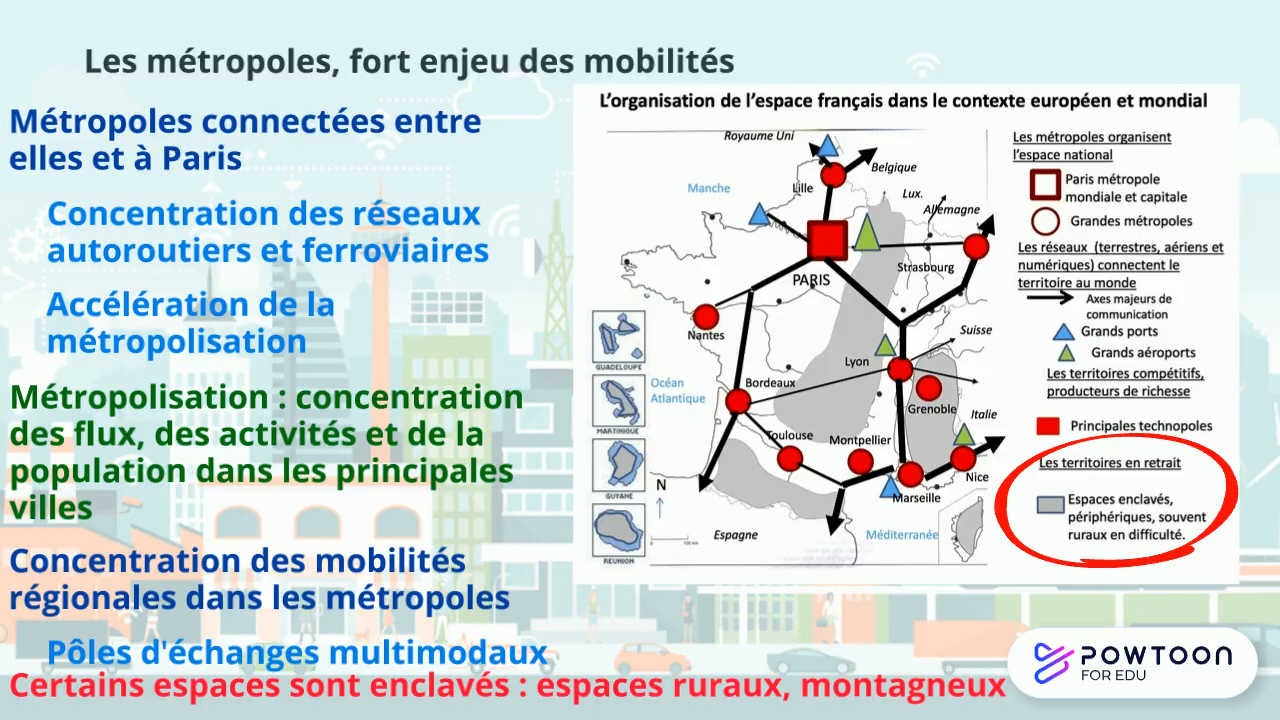 Les métropoles, fort enjeu des mobilités
Métropoles connectées entre
elles et à Paris
Concentration des réseaux
autoroutiers et ferroviaires
Accélération de la
métropolisation
Métropolisation : concentration
des flux, des activités et de la
population dans les principales
villes
Concentration des mobilités
régionales dans les métropoles
Pôles d'échanges multimodaux
Certains espaces sont enclavés : espaces ruraux, montagneux
L'organisation de l'espace français dans le contexte européen et mondial
Royaume Uni
Belgique
Lille
Manche
Lux.
Allemagne
Strasbourg
PARIS
Nantes
Suisse
Lyon
GUADELOUPE
Océan
Atlantique
Bordeaux
Grenoble
Italie
MARTINIQUE
Toulouse
Montpellier
GUYANE
N
Nice
Marseille
Espagne
Méditerranée
REUNION
Les métropoles organisent
l'espace national
Paris métropole
mondiale et capitale
Grandes métropoles
Les réseaux (terrestres, aériens et
numériques) connectent le
territoire au monde
Axes majeurs de
communication
Grands ports
Grands aéroports
Les territoires compétitifs,
producteurs de richesse
Principales technopoles
Les territoires en retrait
Espaces enclavés,
périphériques, souvent
ruraux en difficulté.
POWTOON
FOR EDU